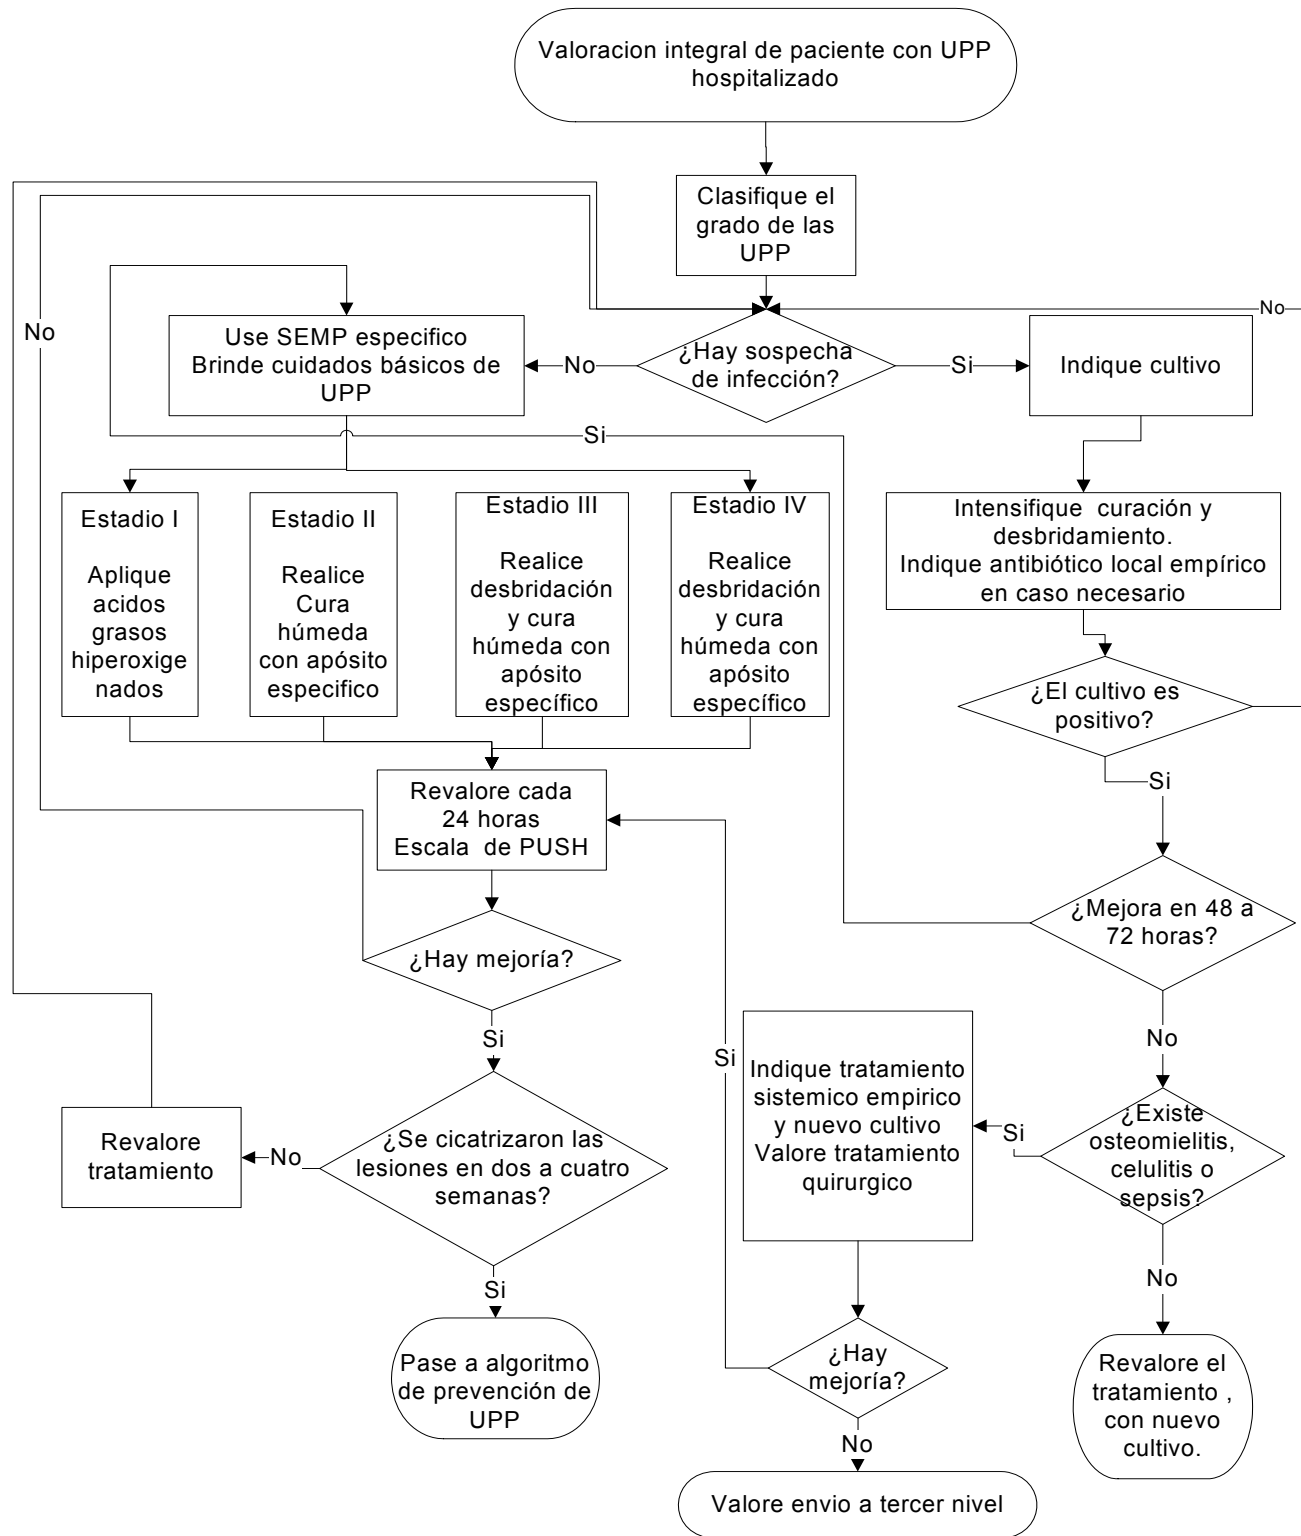 Valoracion integral de paciente con UPP
hospitalizado
Clasifique el
grado de las
UPP
¿Hay sospecha
de infección?
No
Si
No
No
Use SEMP especifico
Brinde cuidados básicos de
UPP
Indique cultivo
Si
Estadio I
Aplique
acidos
grasos
hiperoxige
nados
Estadio II
Realice
Cura
húmeda
con apósito
especifico
Estadio III
Realice
desbridación
y cura
húmeda con
apósito
específico
Estadio IV
Realice
desbridación
y cura
húmeda con
apósito
específico
Intensifique curación y
desbridamiento.
Indique antibiótico local empírico
en caso necesario
¿El cultivo es
positivo?
Si
Revalore cada
24 horas
Escala de PUSH
¿Mejora en 48 a
72 horas?
No
¿Hay mejoría?
Si
¿Se cicatrizaron las
lesiones en dos a cuatro
semanas?
No
Revalore
tratamiento
Si
Pase a algoritmo
de prevención de
UPP
¿Existe
osteomielitis,
celulitis o
sepsis?
Si
Indique tratamiento
sistemico empirico
y nuevo cultivo
Valore tratamiento
quirurgico
Si
¿Hay
mejoría?
No
Valore envio a tercer nivel
No
Revalore el
tratamiento ,
con nuevo
cultivo.